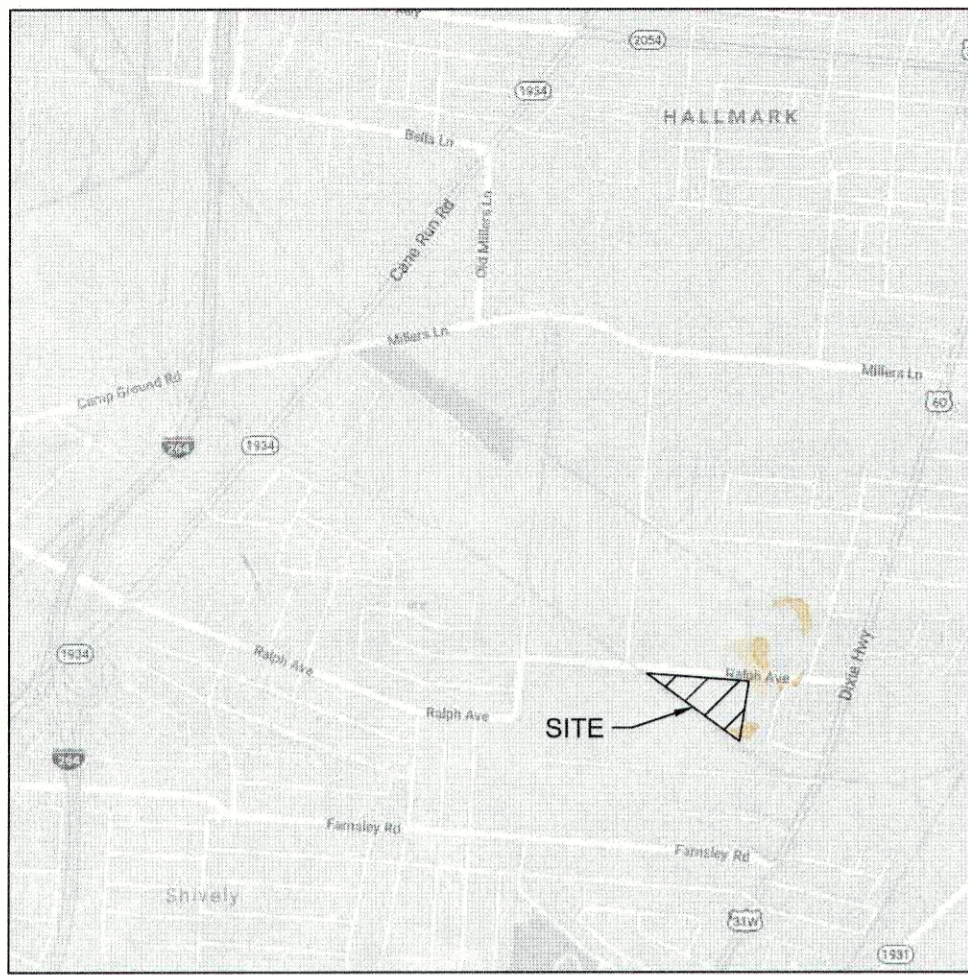 2054
1934
HALLMARK
Bells Ln
Cane Run Rd
Old Millers Ln
Millers Ln
Millers Ln
Camp Ground Rd
60
264
1934
1934
Ralph Ave
Ralph Ave
Ralph Ave
Dixie Hwy
SITE
264
Farnsley Rd
Farnsley Rd
Shively
31W
1931